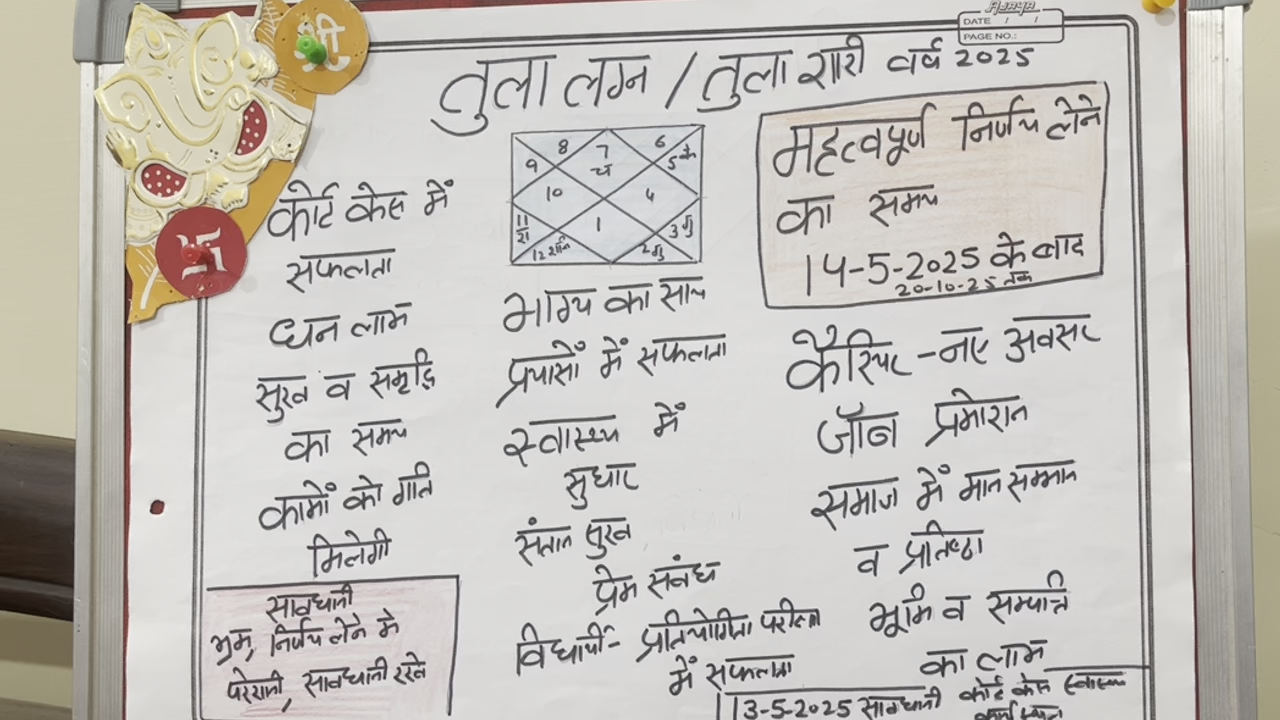 श्री
AJAYA
DATE / /
PAGE NO.:
तुला लग्न / तुला राशी वर्ष 2025
8 7 6
9 च 5 के
10 4
11 रा 1 3 गु
12 शनि 2 गु
महत्वपूर्ण निर्णय लेने
का समय
14-5-2025 के बाद
20-10-25 तक
कोर्ट केस में
सफलता
धन लाभ
सुख व समृद्धि
का समय
कामों को गति
मिलेगी
सावधानी
भ्रम, निर्णय लेने मे
परेशानी, सावधानी रखे
भाग्य का साथ
प्रयासों में सफलता
स्वास्थ्य में
सुधार
संतान सुख
प्रेम संबंध
विद्यार्थी- प्रतियोगिता परीक्षा
में सफलता
कैरियर - नए अवसर
जॉब प्रमोशन
समाज में मान सम्मान
व प्रतिष्ठा
भूमि व सम्पत्ति
का लाभ
13-5-2025 सावधानी कोर्ट केस स्वास्थ्य